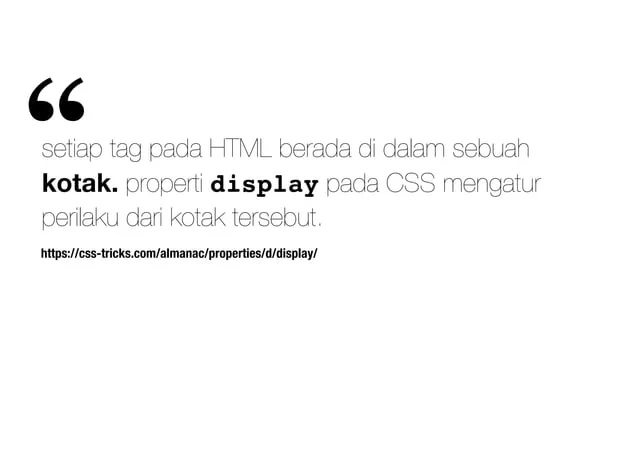 “
setiap tag pada HTML berada di dalam sebuah
kotak. properti display pada CSS mengatur
perilaku dari kotak tersebut.
https://css-tricks.com/almanac/properties/d/display/